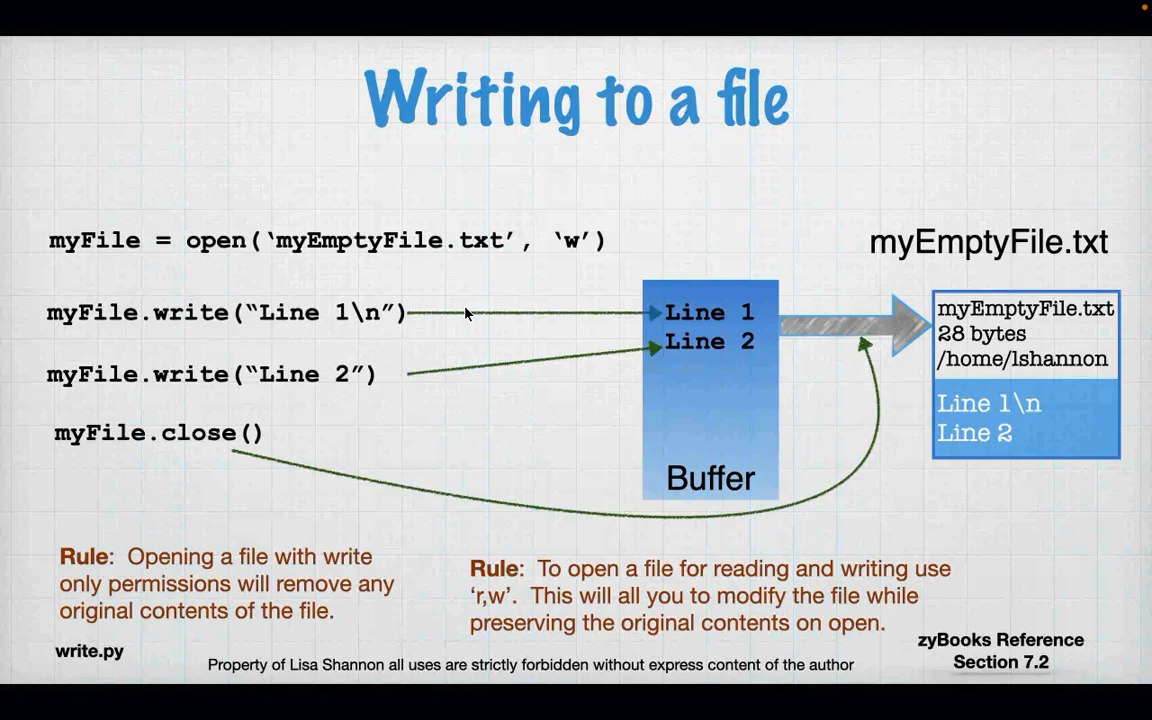 Writing to a file
myFile = open(‘myEmptyFile.txt’, ‘w’)
myEmptyFile.txt
myFile.write(“Line 1\n”)
myFile.write(“Line 2”)
myFile.close()
Line 1
Line 2
Buffer
myEmptyFile.txt
28 bytes
/home/lshannon
Line 1\n
Line 2
Rule: Opening a file with write
only permissions will remove any
original contents of the file.
Rule: To open a file for reading and writing use
‘r,w’. This will all you to modify the file while
preserving the original contents on open.
write.py
Property of Lisa Shannon all uses are strictly forbidden without express content of the author
zyBooks Reference
Section 7.2